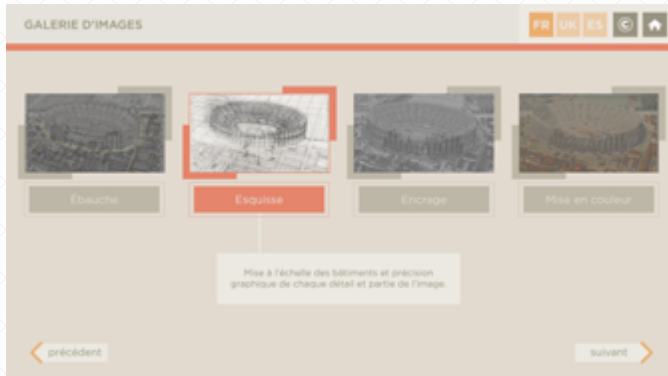 GALERIE D'IMAGES
FR UK ES ©
Ébauche
Esquisse
Encrage
Mise en couleur
Mise à l'échelle des bâtiments et précision
graphique de chaque détail et partie de l'image.
précédent
suivant